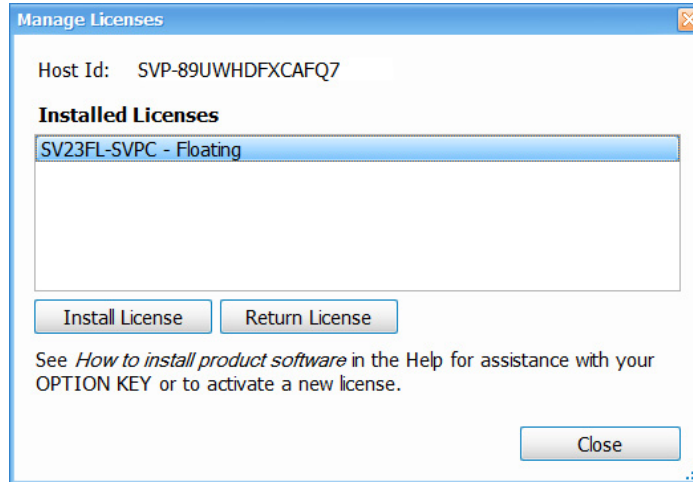 Manage Licenses
Host Id: SVP-89UWHDFXCAFQ7
Installed Licenses
SV23FL-SVPC - Floating
Install License Return License
See How to install product software in the Help for assistance with your
OPTION KEY or to activate a new license.
Close